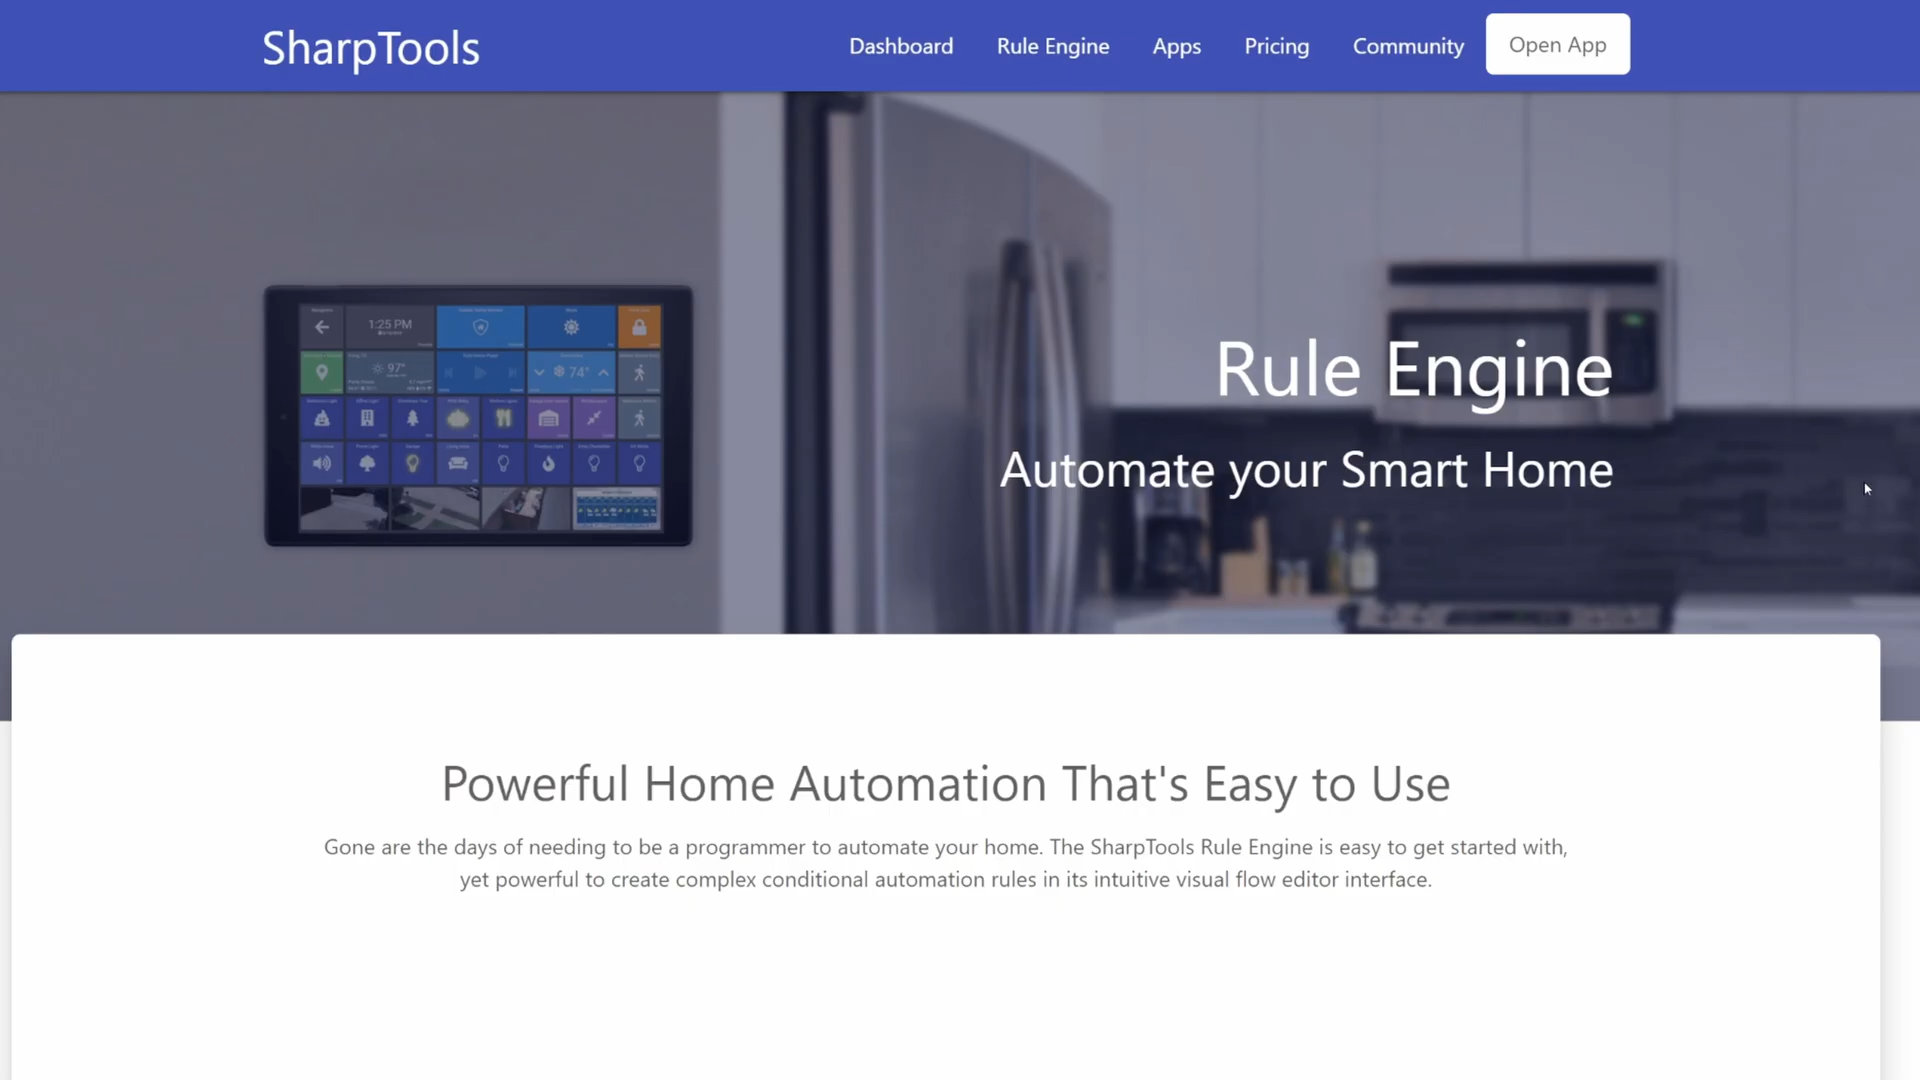 SharpTools
Dashboard
Rule Engine
Apps
Pricing
Community
Open App
1:25 PM
97°
74°
Rule Engine
Automate your Smart Home
Powerful Home Automation That's Easy to Use
Gone are the days of needing to be a programmer to automate your home. The SharpTools Rule Engine is easy to get started with,
yet powerful to create complex conditional automation rules in its intuitive visual flow editor interface.